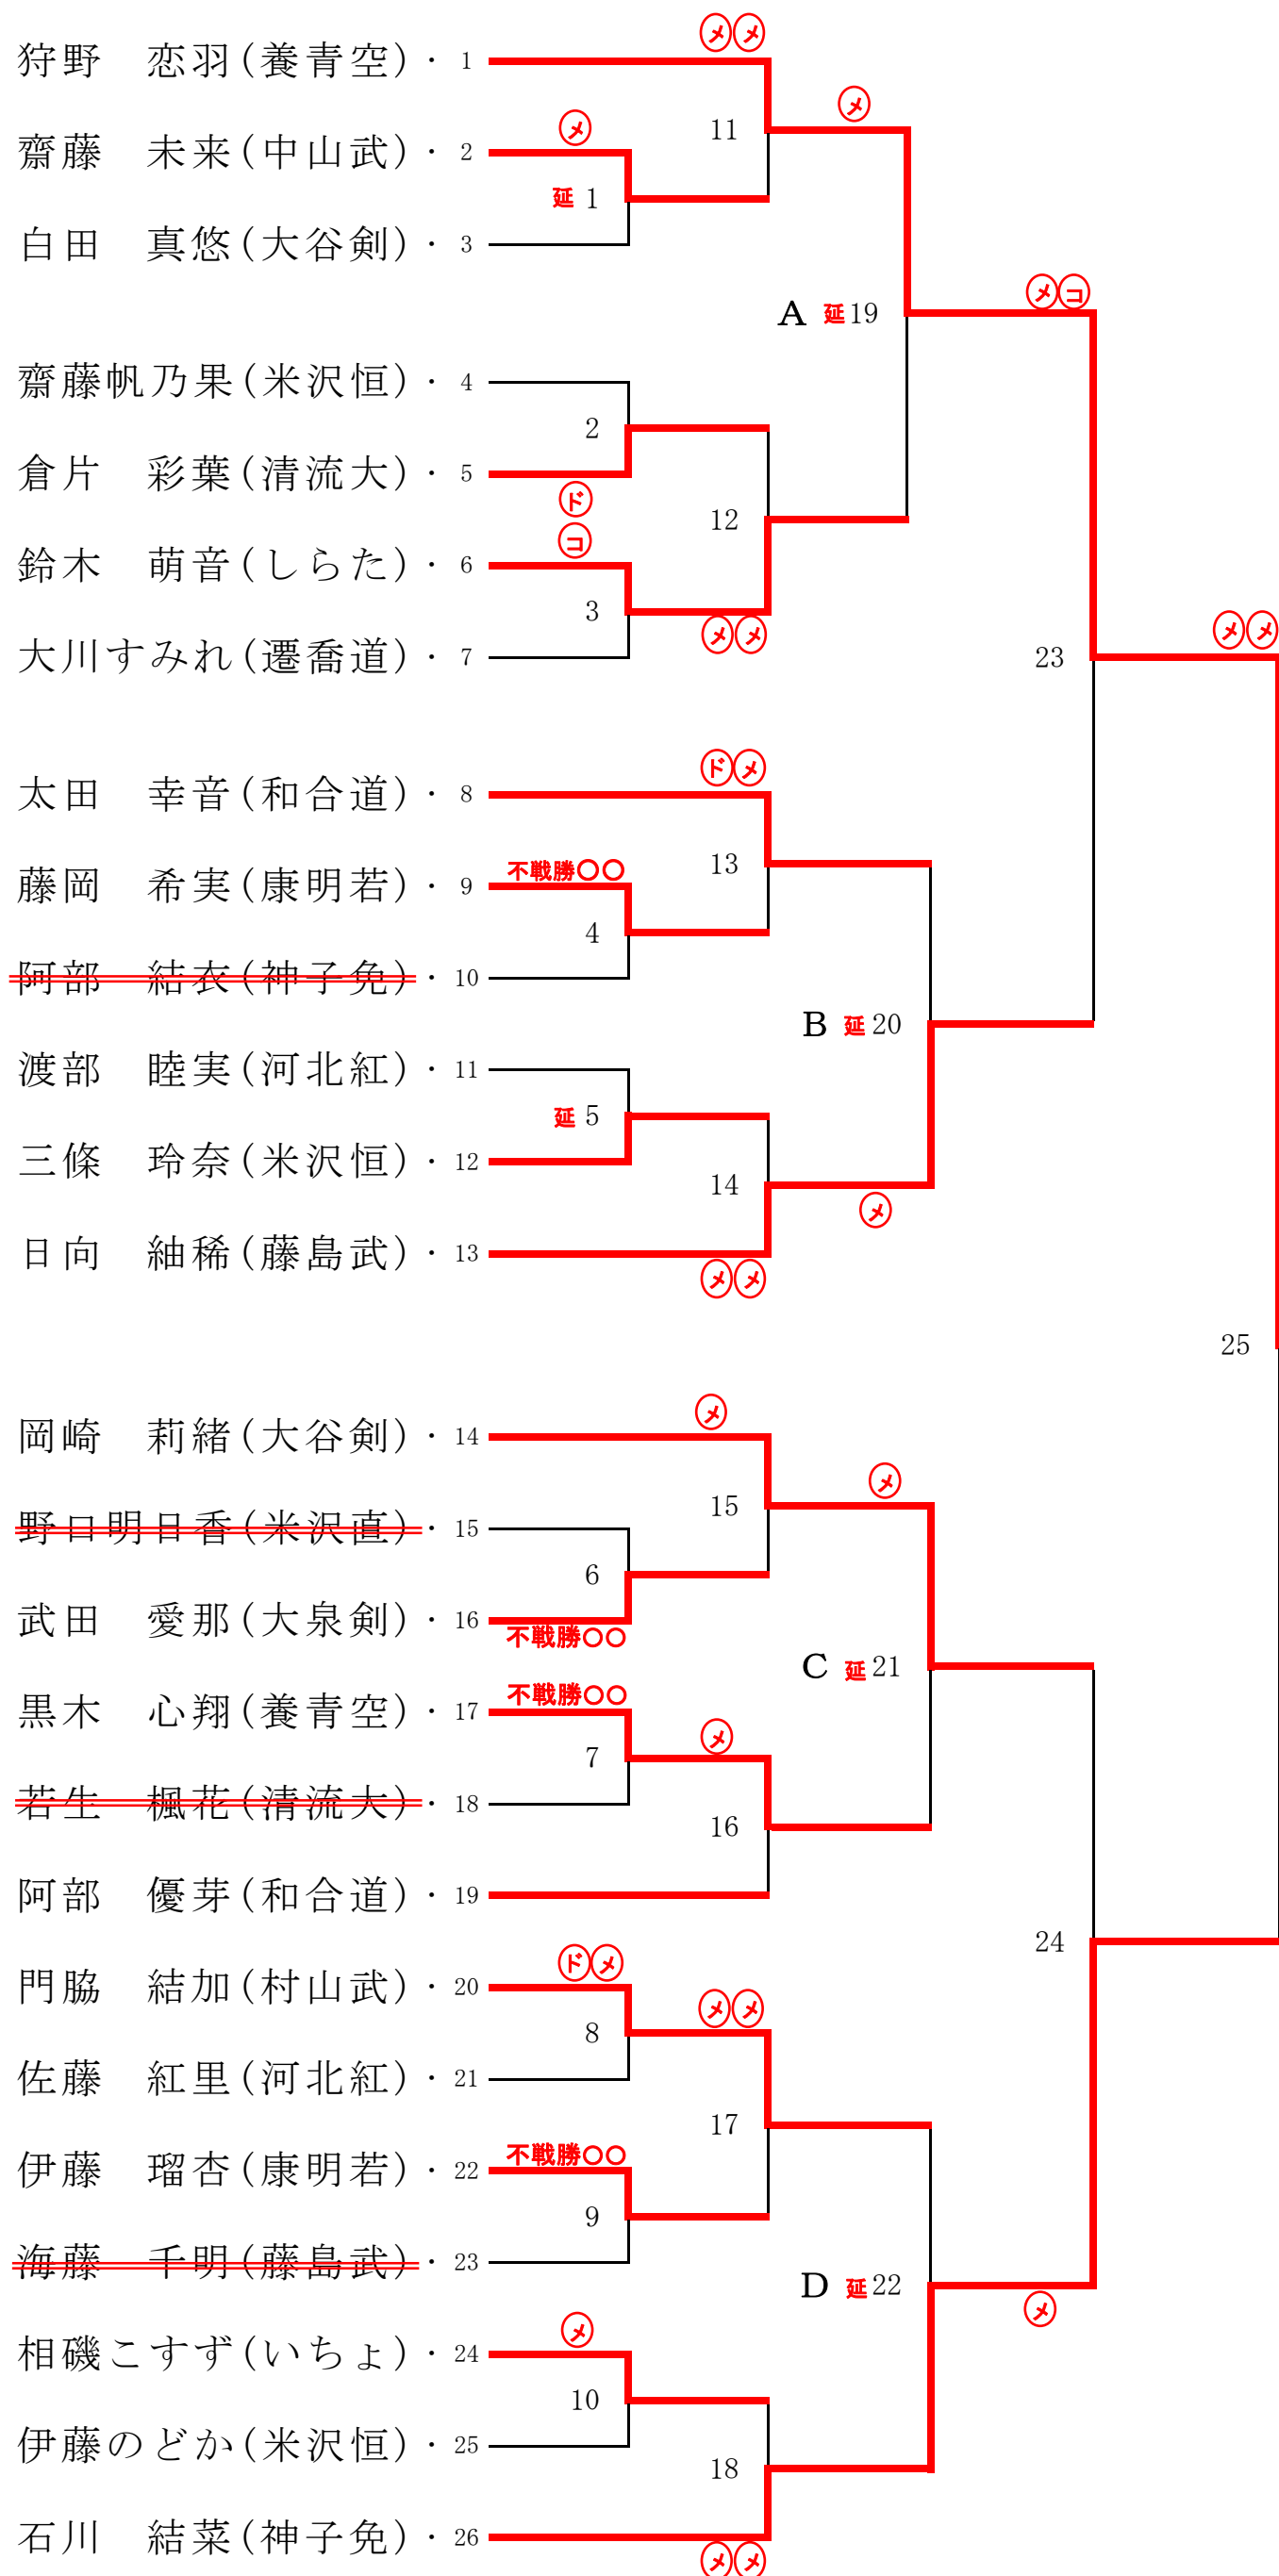 ㋱㋱
狩野　恋羽(養青空)・ 1
㋱
11
㋱
齋藤　未来(中山武)・ 2
延 1
白田　真悠(大谷剣)・ 3
㋱㋙
A 延 19
齋藤帆乃果(米沢恒)・ 4
2
倉片　彩葉(清流大)・ 5
ド
12
㋙
鈴木　萌音(しらた)・ 6
3
㋱㋱
㋱㋱
大川すみれ(遷喬道)・ 7
23
ド㋱
太田　幸音(和合道)・ 8
13
不戦勝〇〇
藤岡　希実(康明若)・ 9
4
阿部　結衣(神子免)・ 10
B 延 20
渡部　睦実(河北紅)・ 11
延 5
三條　玲奈(米沢恒)・ 12
14
㋱
日向　紬稀(藤島武)・ 13
㋱㋱
25
㋱
岡崎　莉緒(大谷剣)・ 14
㋱
15
野口明日香(米沢直)・ 15
6
武田　愛那(大泉剣)・ 16
不戦勝〇〇
C 延 21
不戦勝〇〇
黒木　心翔(養青空)・ 17
㋱
7
若生　楓花(清流大)・ 18
16
阿部　優芽(和合道)・ 19
24
ド㋱
門脇　結加(村山武)・ 20
㋱㋱
8
佐藤　紅里(河北紅)・ 21
17
不戦勝〇〇
伊藤　瑠杏(康明若)・ 22
9
海藤　千明(藤島武)・ 23
D 延 22
㋱
㋱
相磯こすず(いちょ)・ 24
10
伊藤のどか(米沢恒)・ 25
18
石川　結菜(神子免)・ 26
㋱㋱